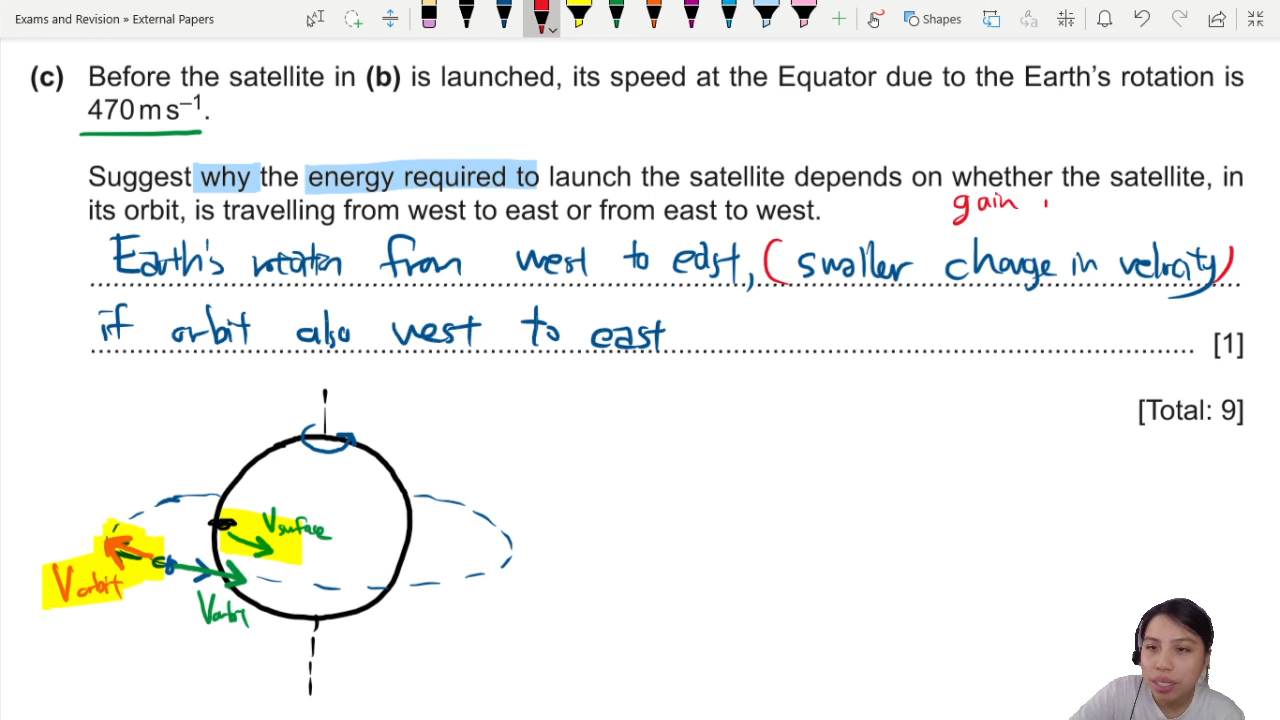 Exams and Revision » External Papers
Shapes
(c) Before the satellite in (b) is launched, its speed at the Equator due to the Earth's rotation is
470 m s⁻¹.
Suggest why the energy required to launch the satellite depends on whether the satellite, in
its orbit, is travelling from west to east or from east to west.
gain
Earth's rotation from west to east, (smaller change in velocity)
if orbit also west to east
[1]
[Total: 9]
Vsurface
Vorbit